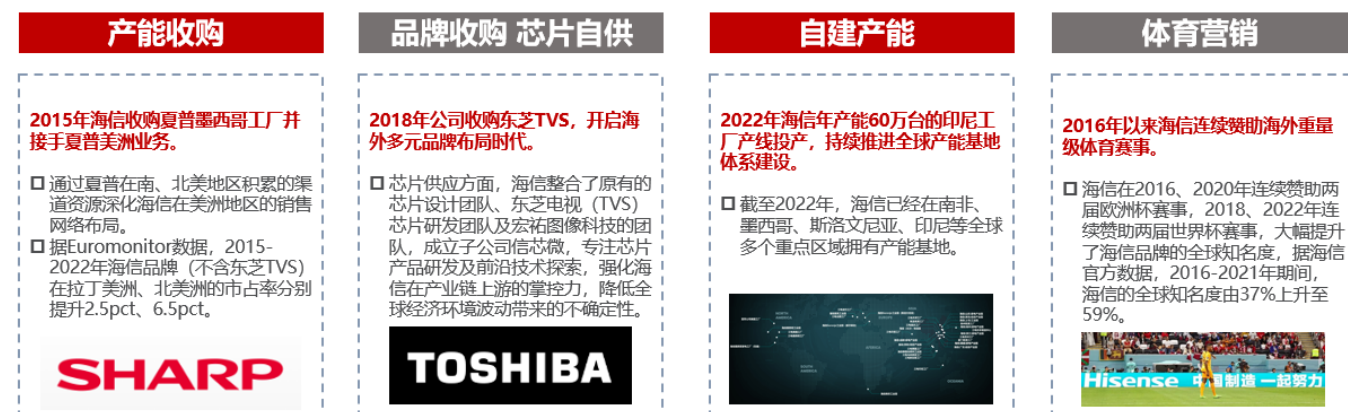 产能收购
2015年海信收购夏普墨西哥工厂并
接手夏普美洲业务。
通过夏普在南、北美地区积累的渠
道资源深化海信在美洲地区的销售
网络布局。
据Euromonitor数据，2015-
2022年海信品牌（不含东芝TVS）
在拉丁美洲、北美洲的市占率分别
提升2.5pct、6.5pct。
SHARP
品牌收购 芯片自供
2018年公司收购东芝TVS，开启海
外多元品牌布局时代。
芯片供应方面，海信整合了原有的
芯片设计团队、东芝电视（TVS）
芯片研发团队及宏祐图像科技的团
队，成立子公司信芯微，专注芯片
产品研发及前沿技术探索，强化海
信在产业链上游的掌控力，降低全
球经济环境波动带来的不确定性。
TOSHIBA
自建产能
2022年海信年产能60万台的印尼工
厂产线投产，持续推进全球产能基地
体系建设。
截至2022年，海信已经在南非、
墨西哥、斯洛文尼亚、印尼等全球
多个重点区域拥有产能基地。
体育营销
2016年以来海信连续赞助海外重量
级体育赛事。
海信在2016、2020年连续赞助两
届欧洲杯赛事，2018、2022年连
续赞助两届世界杯赛事，大幅提升
了海信品牌的全球知名度，据海信
官方数据，2016-2021年期间，
海信的全球知名度由37%上升至
59%。
Hisense 中国制造 一起努力